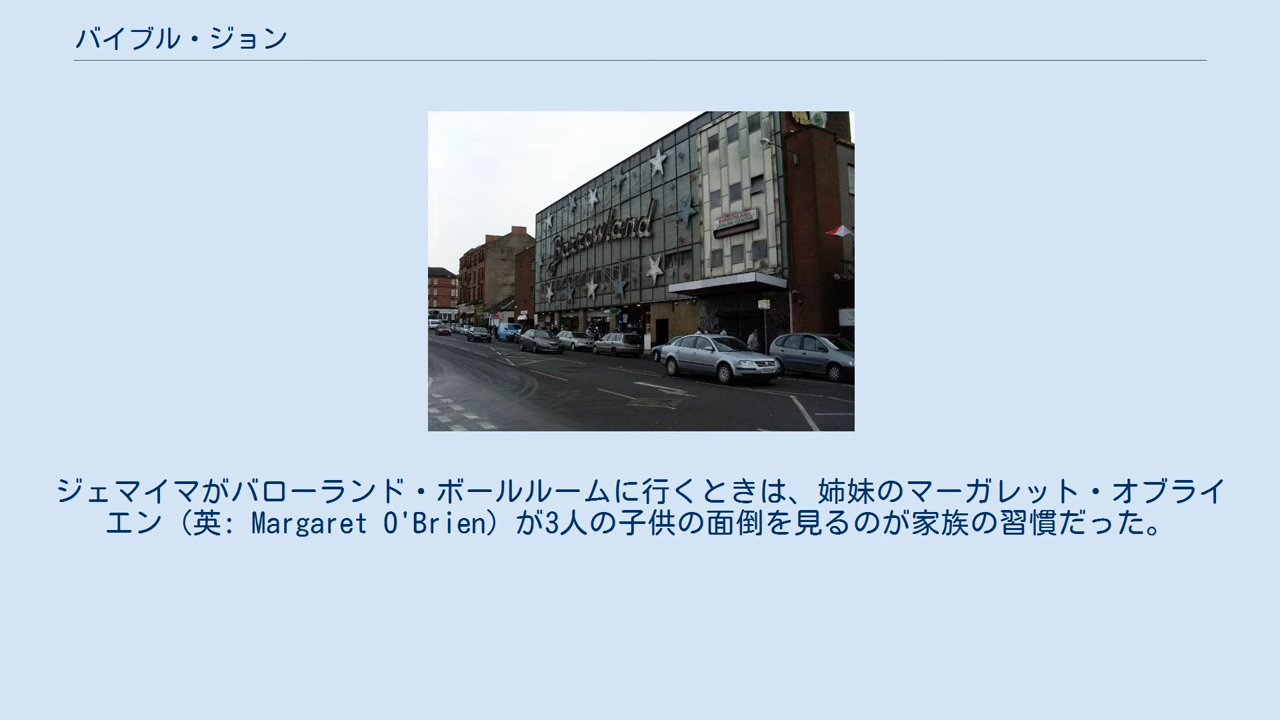 バイブル・ジョン
Barrowland
ジェマイマがバローランド・ボールルームに行くときは、姉妹のマーガレット・オブライ
エン（英: Margaret O'Brien）が3人の子供の面倒を見るのが家族の習慣だった。